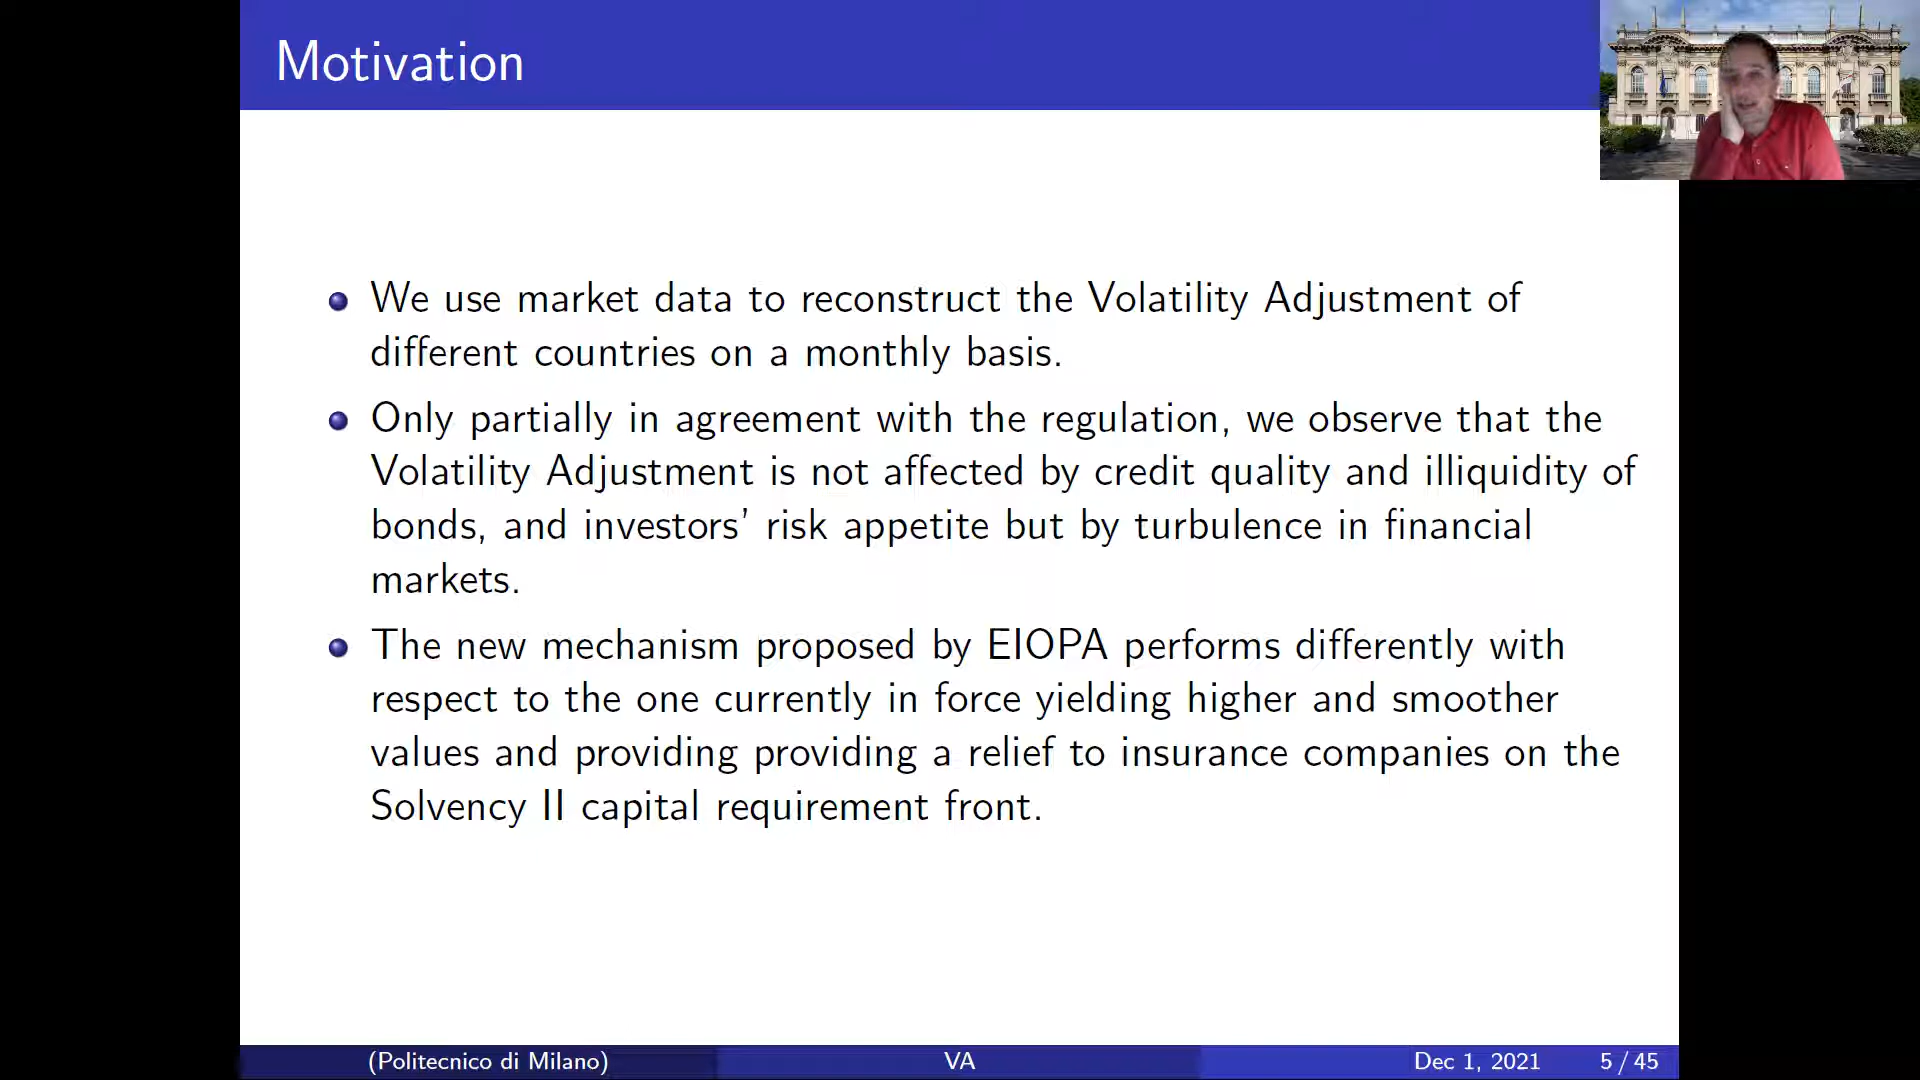 Motivation
We use market data to reconstruct the Volatility Adjustment of
different countries on a monthly basis.
Only partially in agreement with the regulation, we observe that the
Volatility Adjustment is not affected by credit quality and illiquidity of
bonds, and investors' risk appetite but by turbulence in financial
markets.
The new mechanism proposed by EIOPA performs differently with
respect to the one currently in force yielding higher and smoother
values and providing providing a relief to insurance companies on the
Solvency II capital requirement front.
(Politecnico di Milano) VA Dec 1, 2021 5 / 45